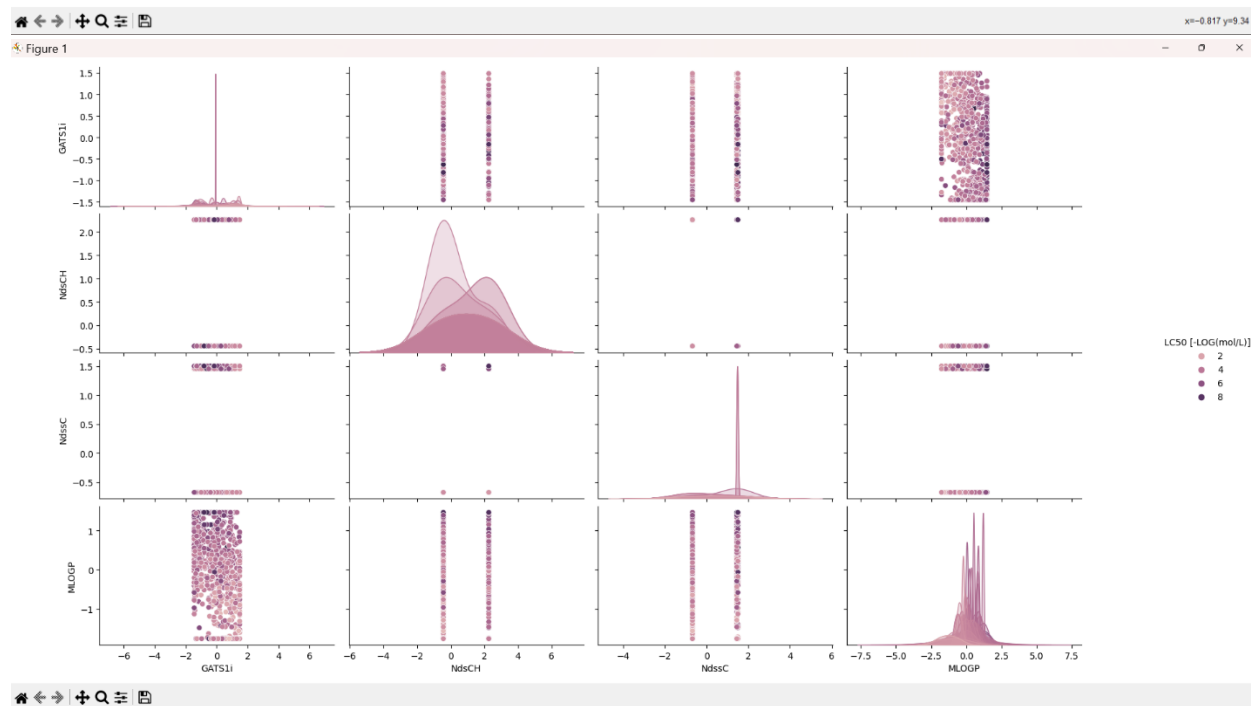 x=−0.817 y=9.34
Figure 1
GATS1i
1.5
1.0
0.5
0.0
−0.5
−1.0
−1.5
NdsCH
2.0
1.5
1.0
0.5
0.0
−0.5
LC50 [-LOG(mol/L)]
2
4
6
8
NdssC
1.5
1.0
0.5
0.0
−0.5
MLOGP
1
0
−1
−6 −4 −2 0 2 4 6
GATS1i
−6 −4 −2 0 2 4 6
NdsCH
−4 −2 0 2 4 6
NdssC
−7.5 −5.0 −2.5 0.0 2.5 5.0 7.5
MLOGP